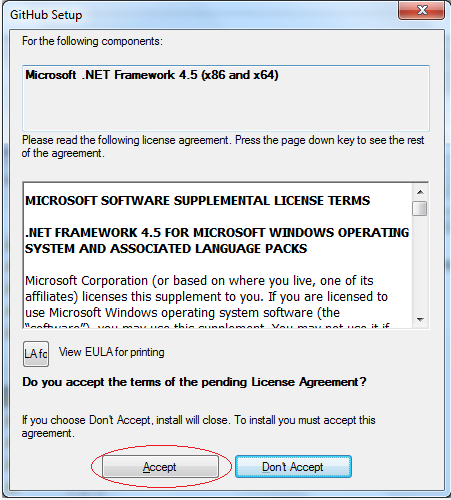 GitHub Setup
For the following components:
Microsoft .NET Framework 4.5 (x86 and x64)
Please read the following license agreement. Press the page down key to see the rest
of the agreement.
MICROSOFT SOFTWARE SUPPLEMENTAL LICENSE TERMS
.NET FRAMEWORK 4.5 FOR MICROSOFT WINDOWS OPERATING
SYSTEM AND ASSOCIATED LANGUAGE PACKS
Microsoft Corporation (or based on where you live, one of its
affiliates) licenses this supplement to you. If you are licensed to
use Microsoft Windows operating system software (the
“software”), you may use this supplement. You may not use it if
LA fc
View EULA for printing
Do you accept the terms of the pending License Agreement?
If you choose Don't Accept, install will close. To install you must accept this
agreement.
Accept
Don't Accept